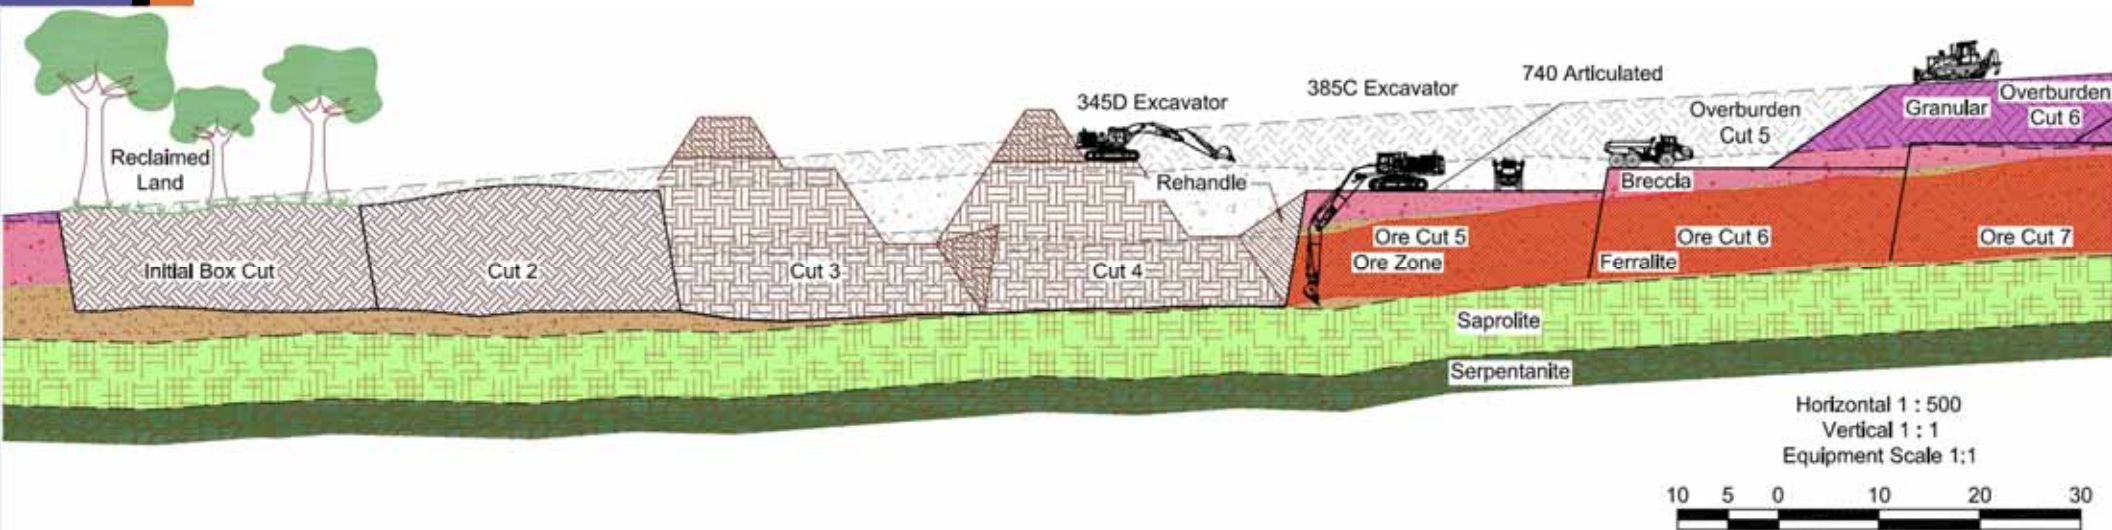 Reclaimed
Land
345D Excavator
385C Excavator
740 Articulated
Overburden
Cut 5
Granular
Overburden
Cut 6
Rehandle
Breccia
Initial Box Cut
Cut 2
Cut 3
Cut 4
Ore Cut 5
Ore Zone
Ore Cut 6
Ferralite
Ore Cut 7
Saprolite
Serpentanite
Horizontal 1 : 500
Vertical 1 : 1
Equipment Scale 1:1
10 5 0 10 20 30